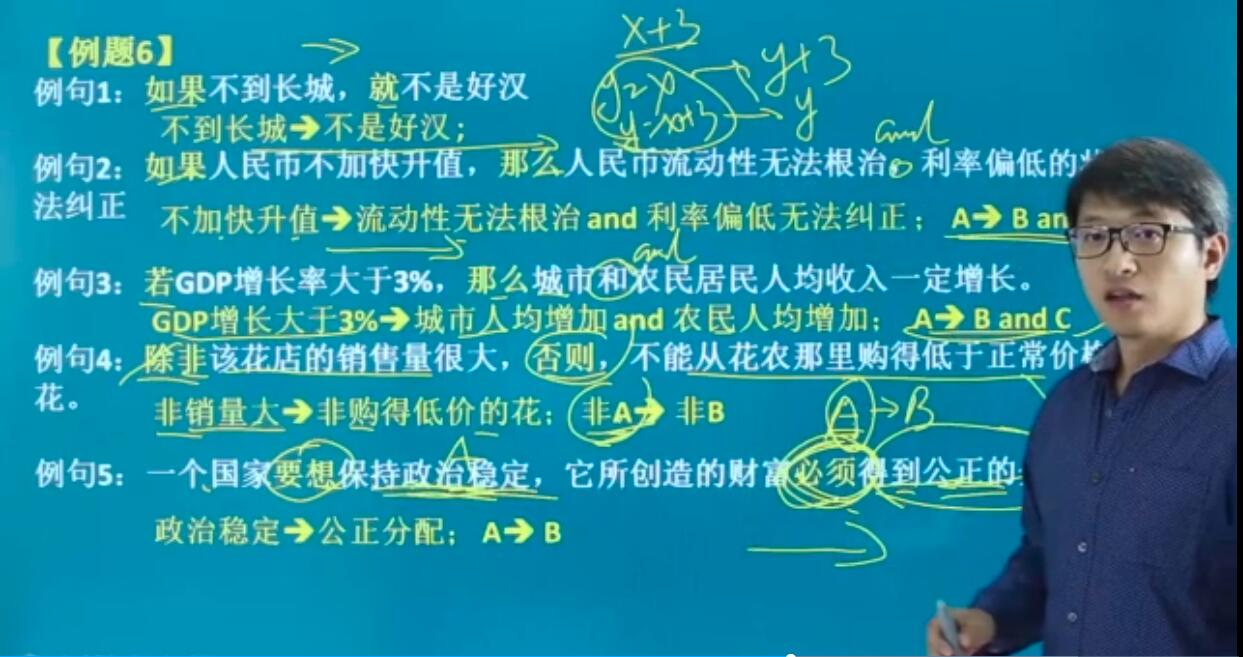 【例题6】
x+3
例句1：如果不到长城，就不是好汉
y=x
y+3
y=x+3
y
不到长城→不是好汉；
and
例句2：如果人民币不加快升值，那么人民币流动性无法根治。利率偏低的
法纠正
不加快升值→流动性无法根治 and 利率偏低无法纠正；A→ B an
and
例句3：若GDP增长率大于3%，那么城市和农民居民人均收入一定增长。
GDP增长大于3%→城市人均增加 and 农民人均增加；A→ B and C
例句4：除非该花店的销售量很大，否则，不能从花农那里购得低于正常价
花。
非销量大→非购得低价的花；非A→ 非B
A→B
A
例句5：一个国家要想保持政治稳定，它所创造的财富必须得到公正的
政治稳定→公正分配；A→ B